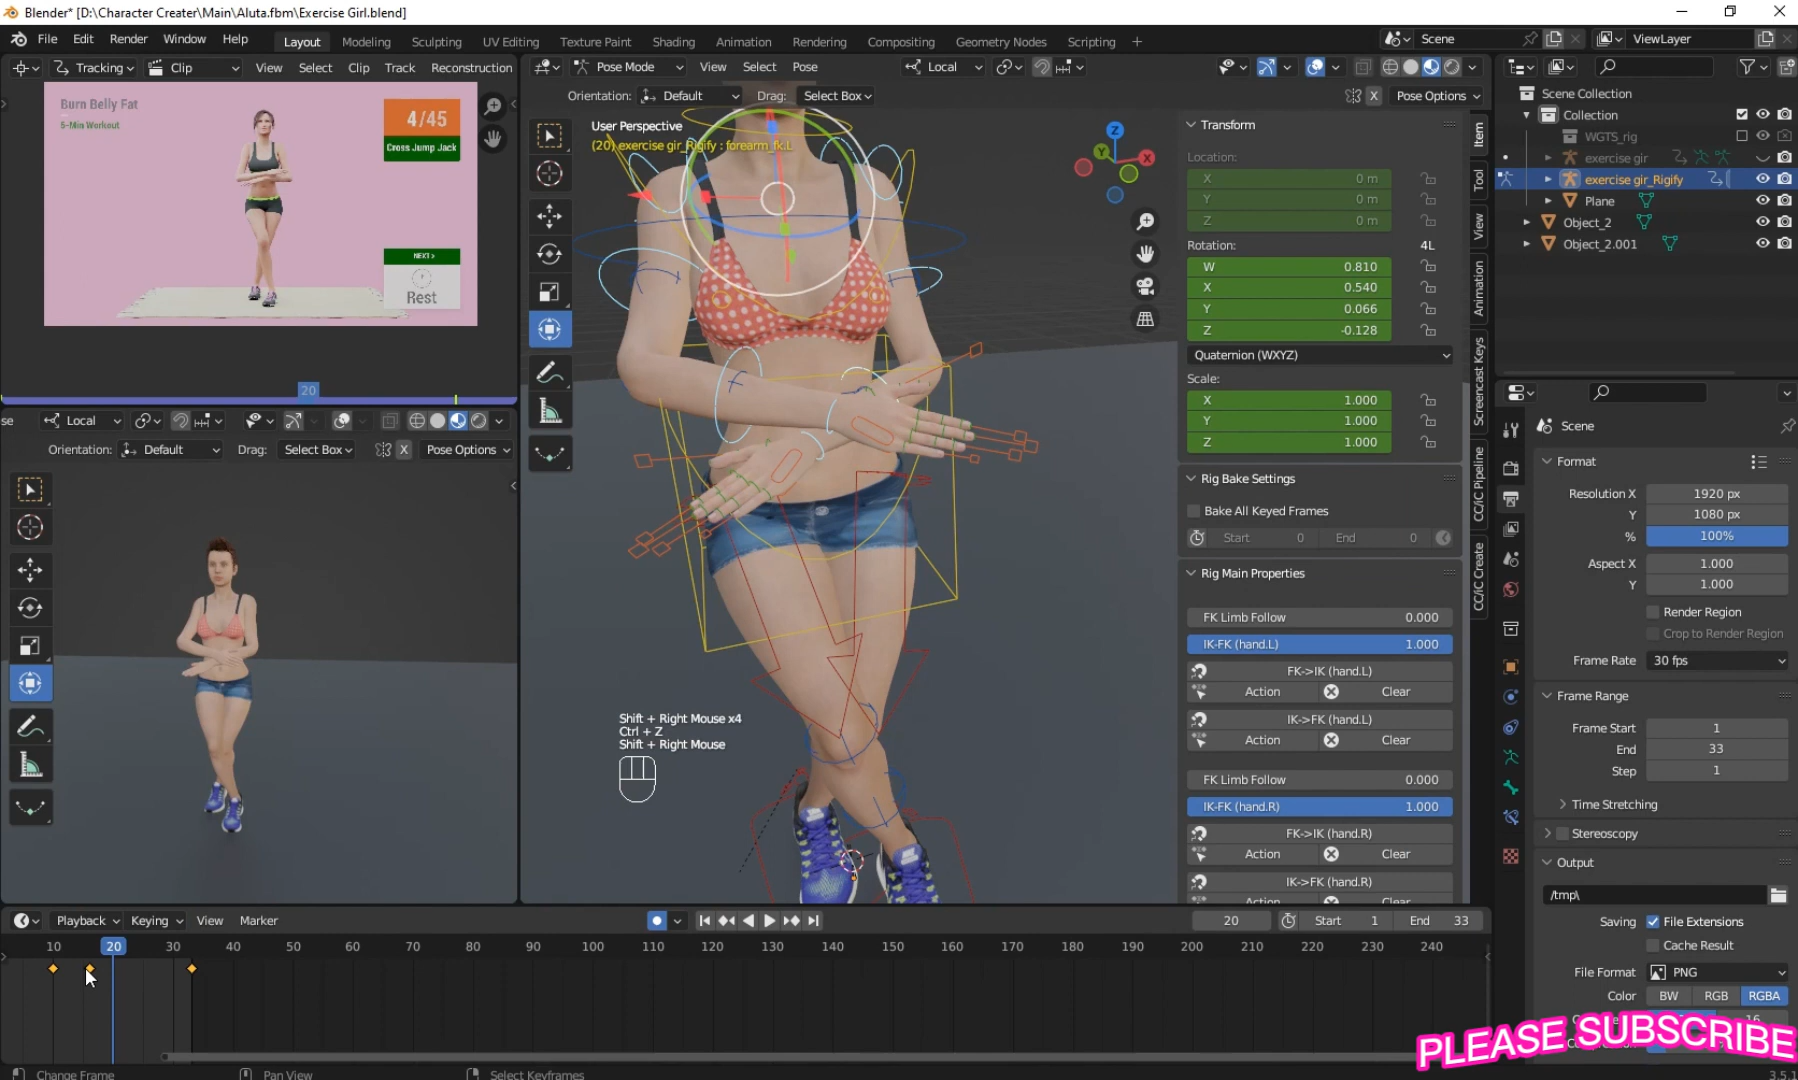 Blender* [D:\Character Creater\Main\Aluta.fbm\Exercise Girl.blend]
File Edit Render Window Help Layout Modeling Sculpting UV Editing Texture Paint Shading Animation Rendering Compositing Geometry Nodes Scripting + Scene ViewLayer
Tracking Clip View Select Clip Track Reconstruction
Pose Mode View Select Pose Local
Orientation: Default Drag: Select Box X Pose Options
Burn Belly Fat
5-Min Workout
4/45
Cross Jump Jack
NEXT >
Rest
20
User Perspective
(20) exercise gir_Rigify : forearm_fk.L
Z
Y
X
Shift + Right Mouse x4
Ctrl + Z
Shift + Right Mouse
se Local
Orientation: Default Drag: Select Box X Pose Options
Transform
Location:
X 0 m
Y 0 m
Z 0 m
Rotation: 4L
W 0.810
X 0.540
Y 0.066
Z -0.128
Quaternion (WXYZ)
Scale:
X 1.000
Y 1.000
Z 1.000
Rig Bake Settings
Bake All Keyed Frames
Start 0 End 0
Rig Main Properties
FK Limb Follow 0.000
IK-FK (hand.L) 1.000
FK->IK (hand.L)
Action Clear
IK->FK (hand.L)
Action Clear
FK Limb Follow 0.000
IK-FK (hand.R) 1.000
FK->IK (hand.R)
Action Clear
IK->FK (hand.R)
Action Clear
Item
Tool
View
Animation
Screencast Keys
CC/iC Pipeline
CC/iC Create
Scene Collection
Collection
WGTS_rig
exercise gir
exercise gir_Rigify
Plane
Object_2
Object_2.001
Scene
Format
Resolution X 1920 px
Y 1080 px
% 100%
Aspect X 1.000
Y 1.000
Render Region
Crop to Render Region
Frame Rate 30 fps
Frame Range
Frame Start 1
End 33
Step 1
Time Stretching
Stereoscopy
Output
/tmp\
Saving File Extensions
Cache Result
File Format PNG
Color BW RGB RGBA
16
PLEASE SUBSCRIBE
Playback Keying View Marker 20 Start 1 End 33
10 20 30 40 50 60 70 80 90 100 110 120 130 140 150 160 170 180 190 200 210 220 230 240
Change Frame Pan View Select Keyframes 3.5.1